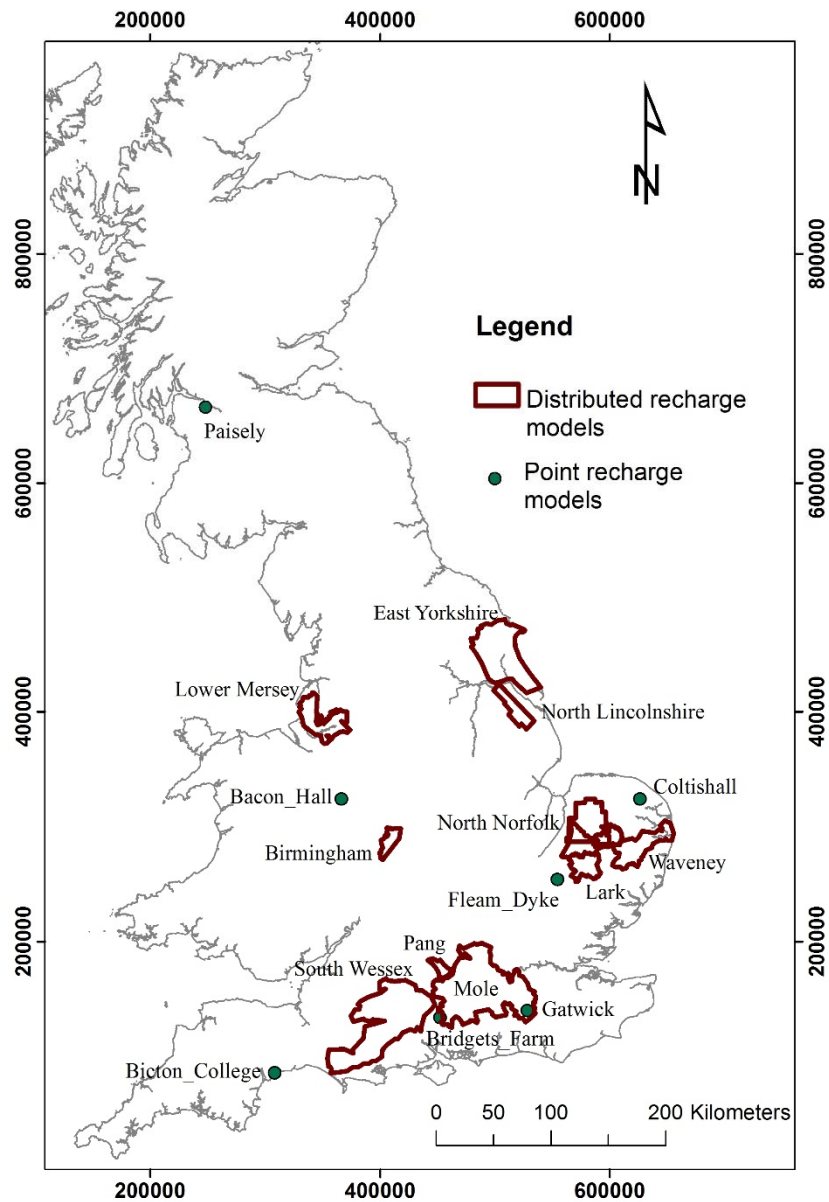 200000 400000 600000
N
800000
800000
Legend
Distributed recharge
models
Point recharge
models
Paisely
600000
600000
East Yorkshire
Lower Mersey
North Lincolnshire
400000
400000
Bacon_Hall
Coltishall
North Norfolk
Birmingham
Waveney
Fleam_Dyke
Lark
200000
200000
Pang
South Wessex
Mole
Gatwick
Bridgets_Farm
Bicton_College
0 50 100 200 Kilometers
200000 400000 600000